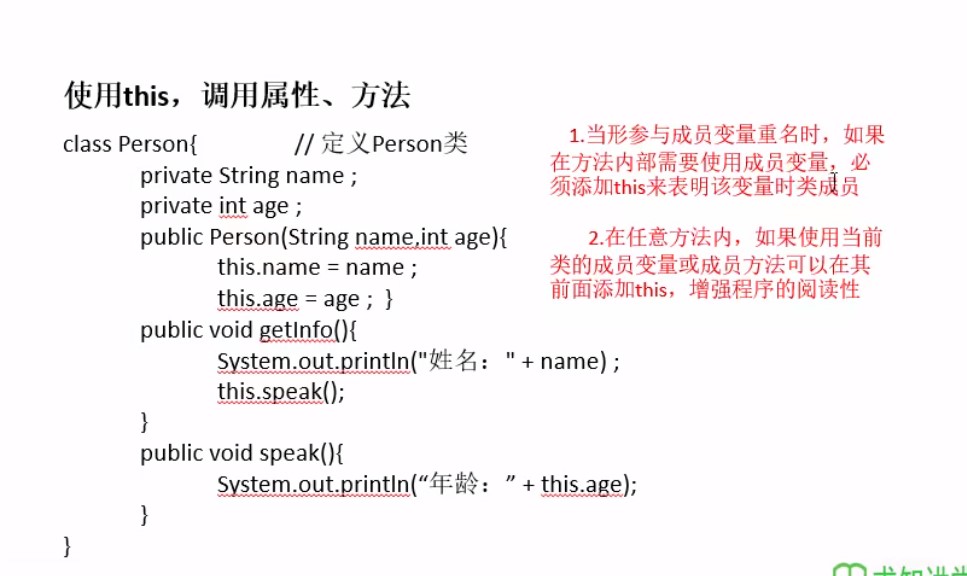 使用this，调用属性、方法
class Person{ // 定义Person类
private String name ;
private int age ;
public Person(String name,int age){
this.name = name ;
this.age = age ; }
public void getInfo(){
System.out.println("姓名：" + name) ;
this.speak();
}
public void speak(){
System.out.println(“年龄：” + this.age);
}
}
1.当形参与成员变量重名时，如果
在方法内部需要使用成员变量，必
须添加this来表明该变量时类成员
2.在任意方法内，如果使用当前
类的成员变量或成员方法可以在其
前面添加this，增强程序的阅读性